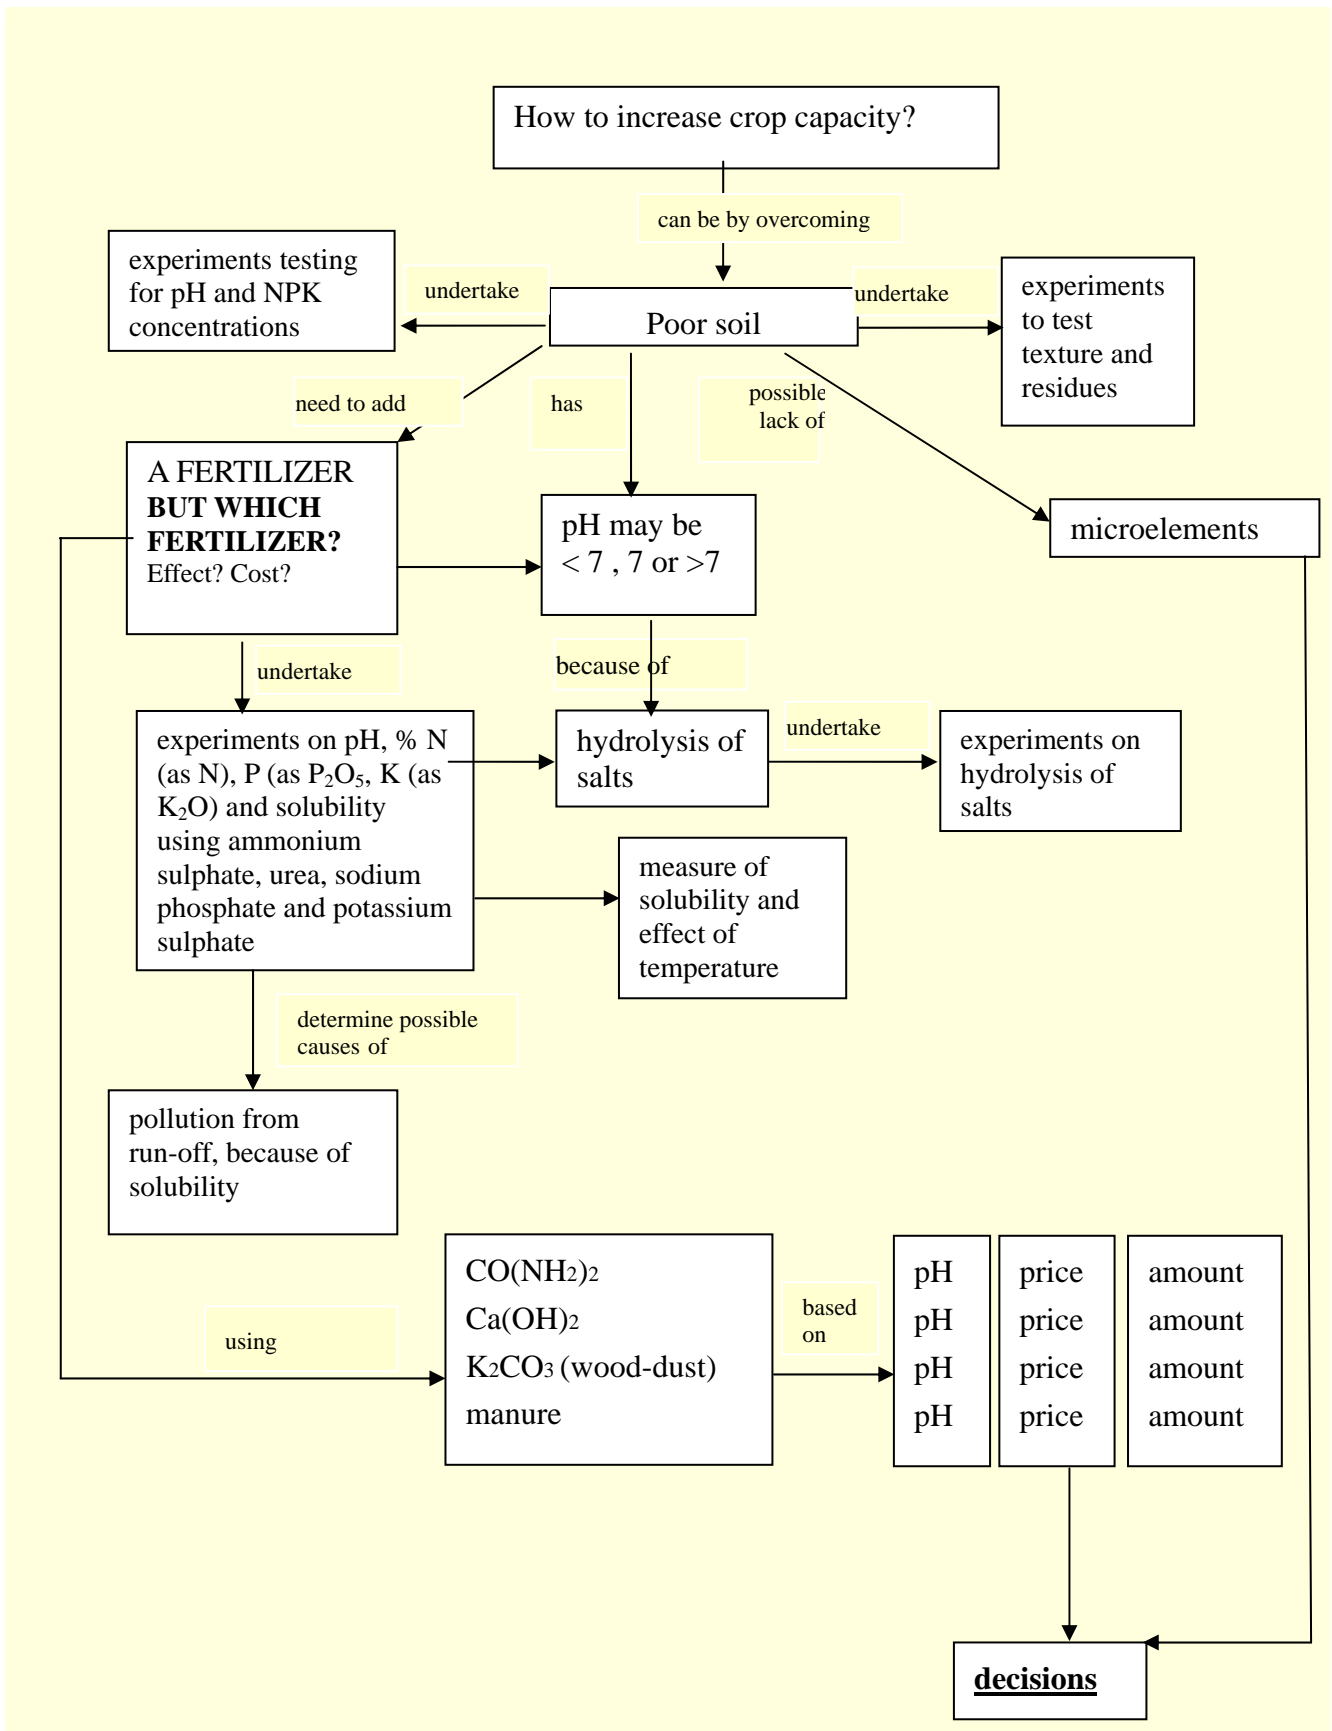 How to increase crop capacity?
can be by overcoming
experiments testing
for pH and NPK
concentrations
undertake
Poor soil
undertake
experiments
to test
texture and
residues
need to add
has
possible
lack of
A FERTILIZER
BUT WHICH
FERTILIZER?
Effect? Cost?
pH may be
< 7 , 7 or >7
microelements
undertake
because of
experiments on pH, % N
(as N), P (as P₂O₅, K (as
K₂O) and solubility
using ammonium
sulphate, urea, sodium
phosphate and potassium
sulphate
hydrolysis of
salts
undertake
experiments on
hydrolysis of
salts
measure of
solubility and
effect of
temperature
determine possible
causes of
pollution from
run-off, because of
solubility
using
CO(NH₂)₂
Ca(OH)₂
K₂CO₃ (wood-dust)
manure
based
on
pH price amount
pH price amount
pH price amount
pH price amount
decisions